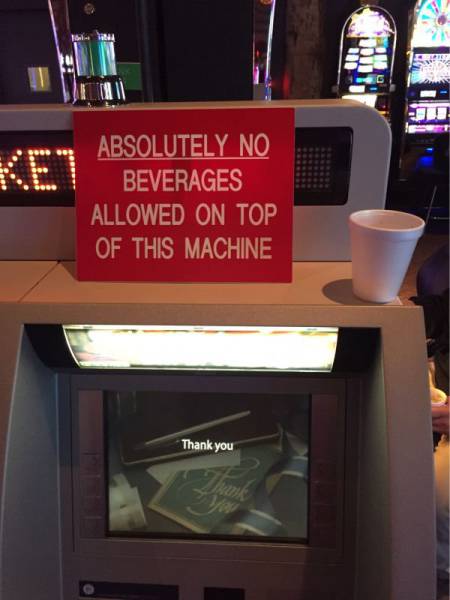 KET
ABSOLUTELY NO
BEVERAGES
ALLOWED ON TOP
OF THIS MACHINE
Thank you
Thank
You